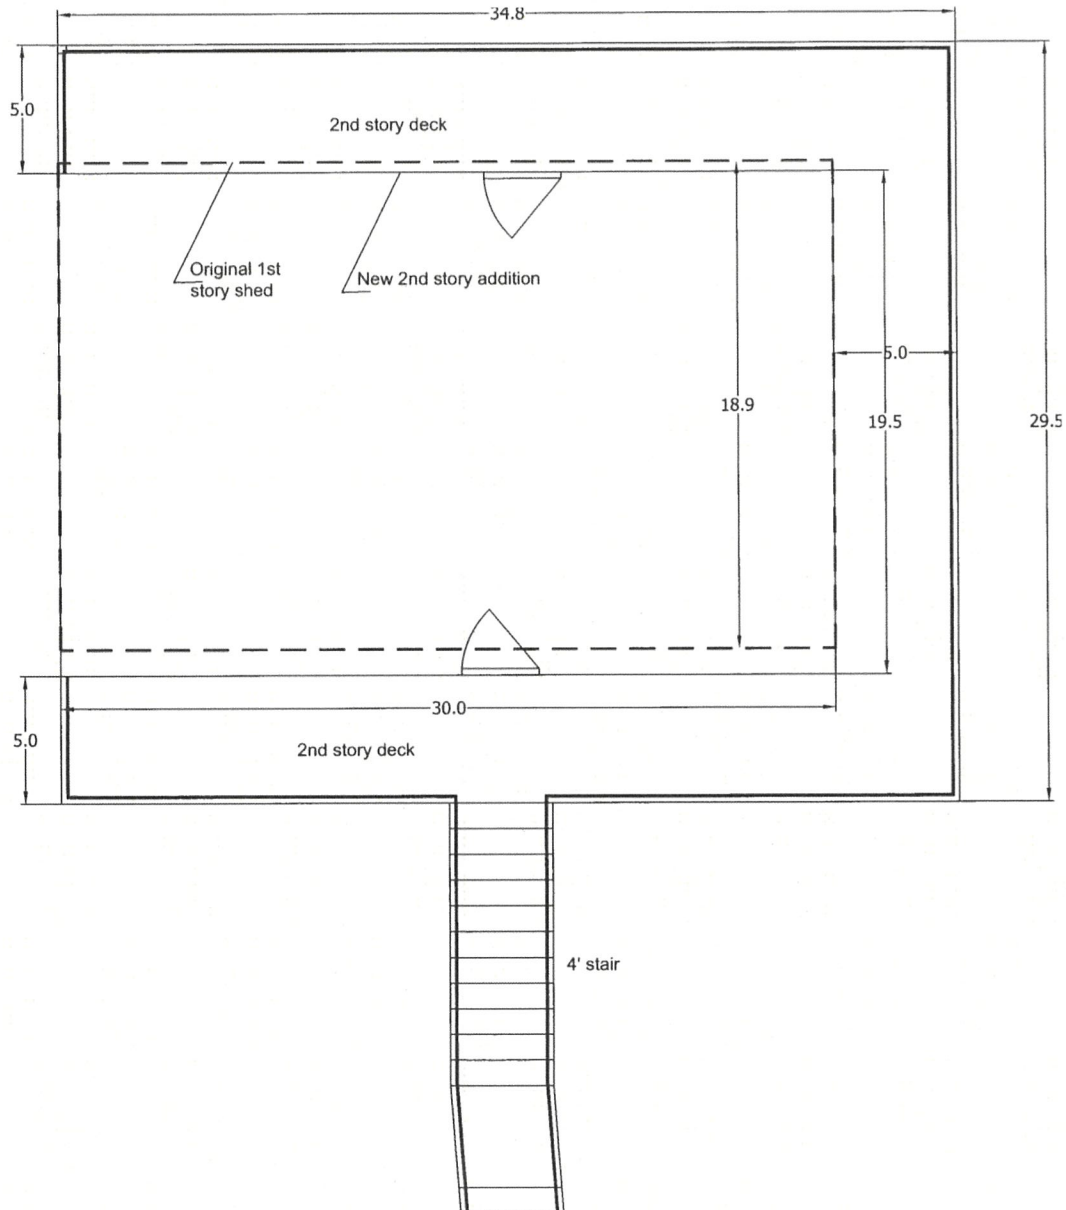 34.8
5.0
2nd story deck
Original 1st
story shed
New 2nd story addition
5.0
18.9
19.5
29.5
30.0
5.0
2nd story deck
4' stair